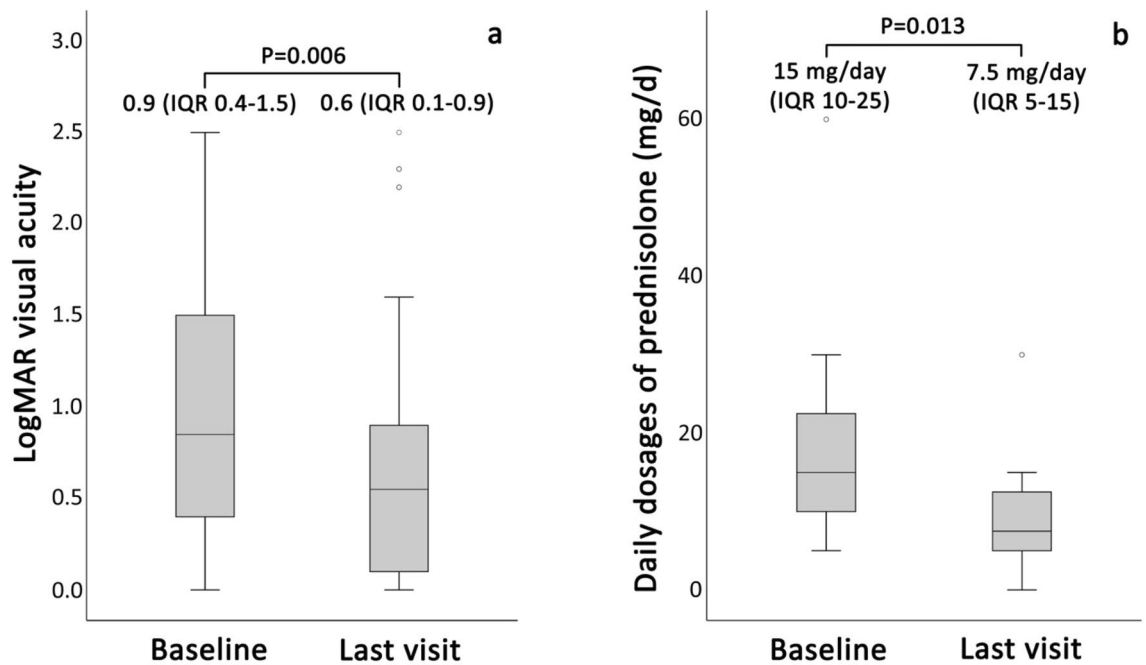 a
P=0.006
0.9 (IQR 0.4-1.5) 0.6 (IQR 0.1-0.9)
LogMAR visual acuity
3.0
2.5
2.0
1.5
1.0
0.5
0.0
Baseline Last visit
b
P=0.013
15 mg/day 7.5 mg/day
(IQR 10-25) (IQR 5-15)
Daily dosages of prednisolone (mg/d)
60
40
20
0
Baseline Last visit